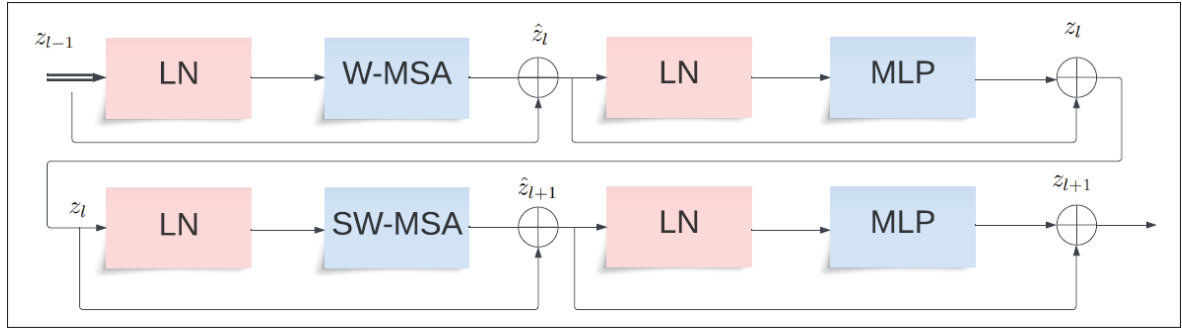 z_{l-1} LN W-MSA ẑ_l LN MLP z_l
z_l LN SW-MSA ẑ_{l+1} LN MLP z_{l+1}